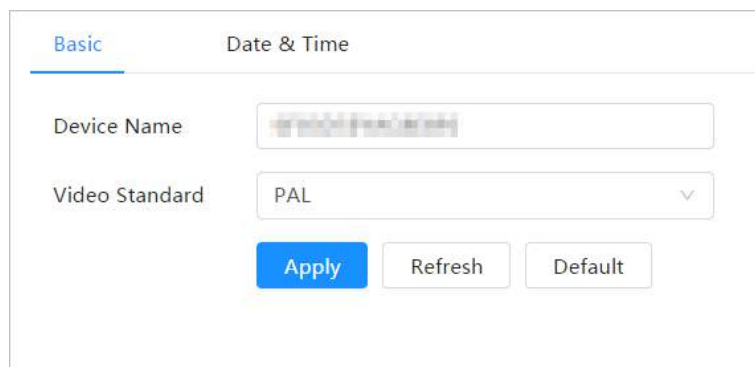 Basic Date & Time
Device Name
Video Standard PAL
Apply Refresh Default